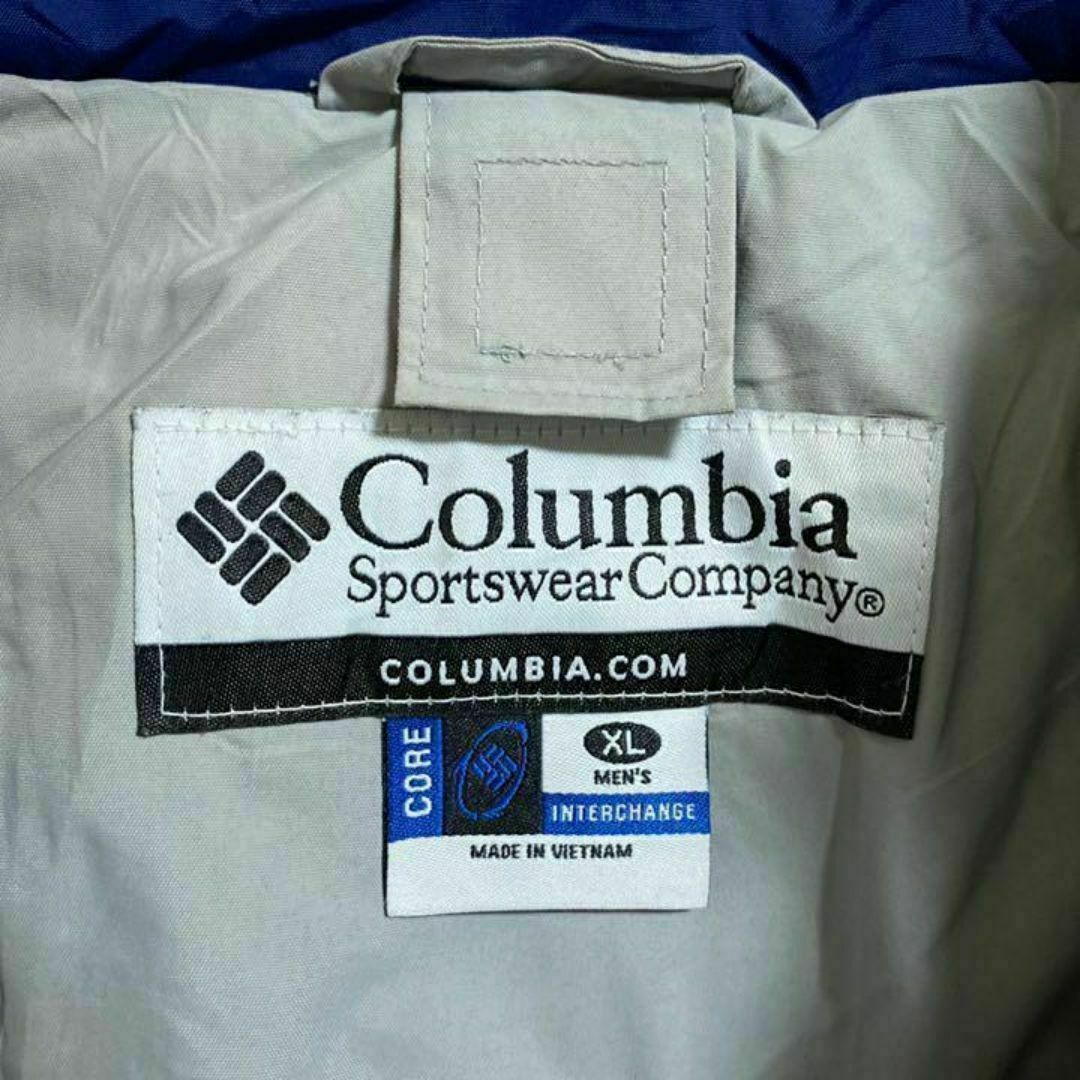 Columbia
Sportswear Company®
COLUMBIA.COM
CORE
XL
MEN'S
INTERCHANGE
MADE IN VIETNAM